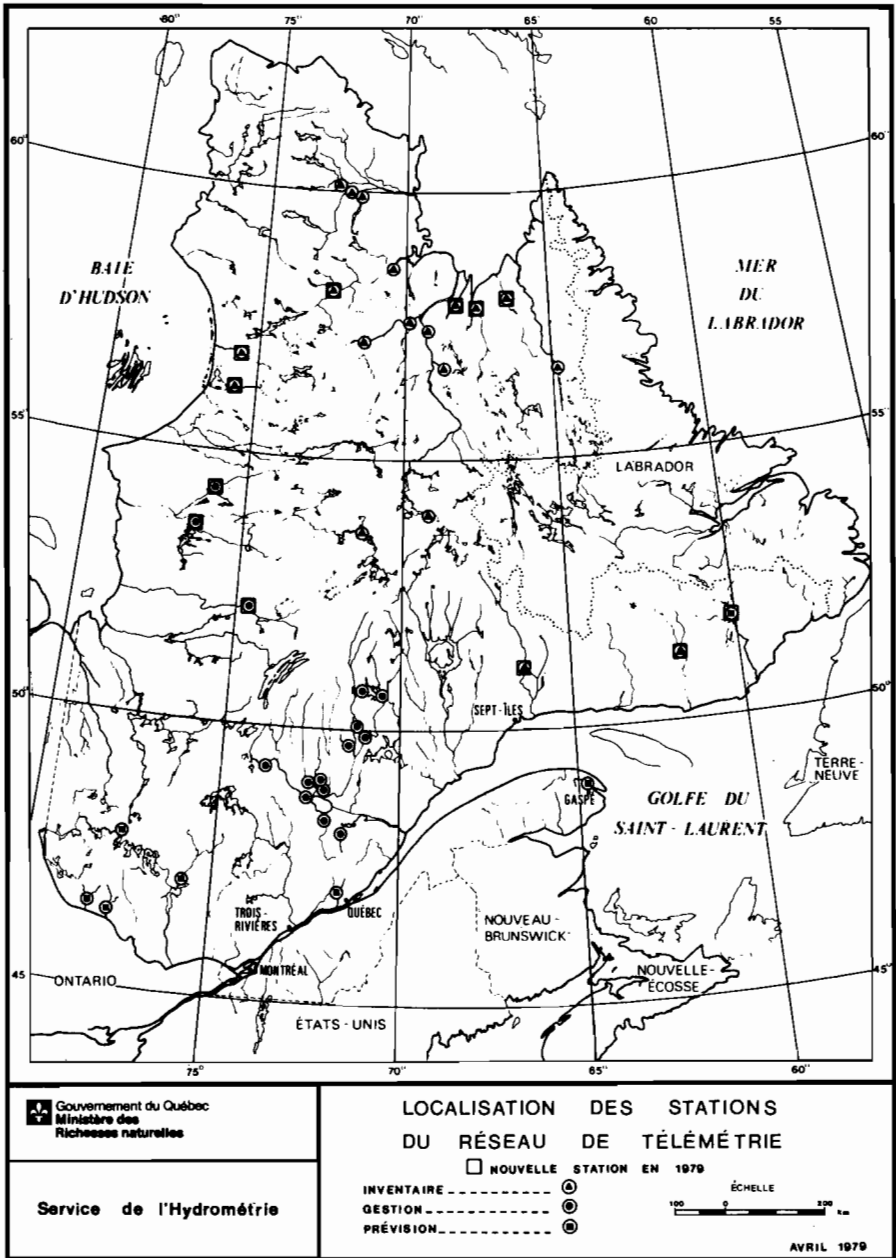 80° 75° 70° 65° 60° 55
60° 60°
BAIE
D'HUDSON
MER
DU
LABRADOR
55° 55°
LABRADOR
50° 50°
SEPT-ÎLES
TERRE-
NEUVE
GASPÉ
GOLFE DU
SAINT-LAURENT
TROIS-
RIVIÈRES
QUÉBEC
NOUVEAU-
BRUNSWICK
MONTRÉAL
45 45°
ONTARIO
NOUVELLE-
ÉCOSSE
ÉTATS-UNIS
75° 70° 65° 60°
Gouvernement du Québec
Ministère des
Richesses naturelles
Service de l'Hydrométrie
LOCALISATION DES STATIONS
DU RÉSEAU DE TÉLÉMÉTRIE
NOUVELLE STATION EN 1979
INVENTAIRE
GESTION
PRÉVISION
ÉCHELLE
100 0 200 km
AVRIL 1979